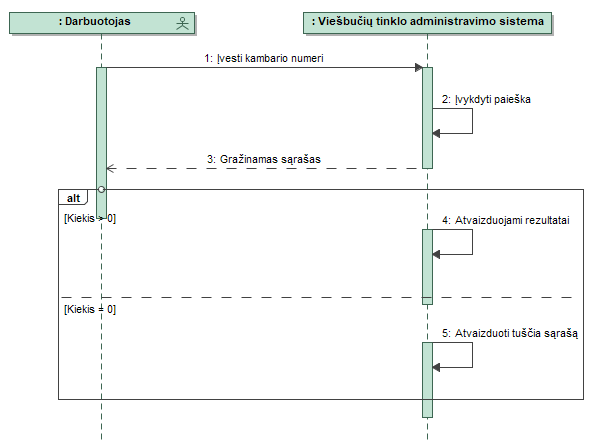 : Darbuotojas
: Viešbučių tinklo administravimo sistema
1: Įvesti kambario numeri
2: Įvykdyti paieška
3: Gražinamas sąrašas
alt
[Kiekis > 0]
4: Atvaizduojami rezultatai
[Kiekis = 0]
5: Atvaizduoti tuščia sąrašą